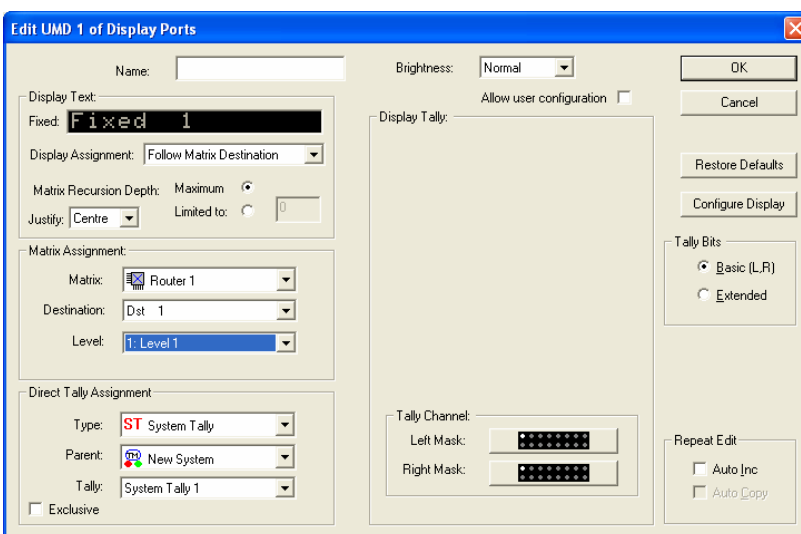 Edit UMD 1 of Display Ports
Name:
Display Text:
Fixed: Fixed 1
Display Assignment: Follow Matrix Destination
Matrix Recursion Depth: Maximum
Limited to: 0
Justify: Centre
Matrix Assignment:
Matrix: Router 1
Destination: Dst 1
Level: 1: Level 1
Direct Tally Assignment
Type: ST System Tally
Parent: TM New System
Tally: System Tally 1
Exclusive
Brightness: Normal
Allow user configuration
Display Tally:
Tally Channel:
Left Mask:
Right Mask:
OK
Cancel
Restore Defaults
Configure Display
Tally Bits
Basic (L,R)
Extended
Repeat Edit
Auto Inc
Auto Copy